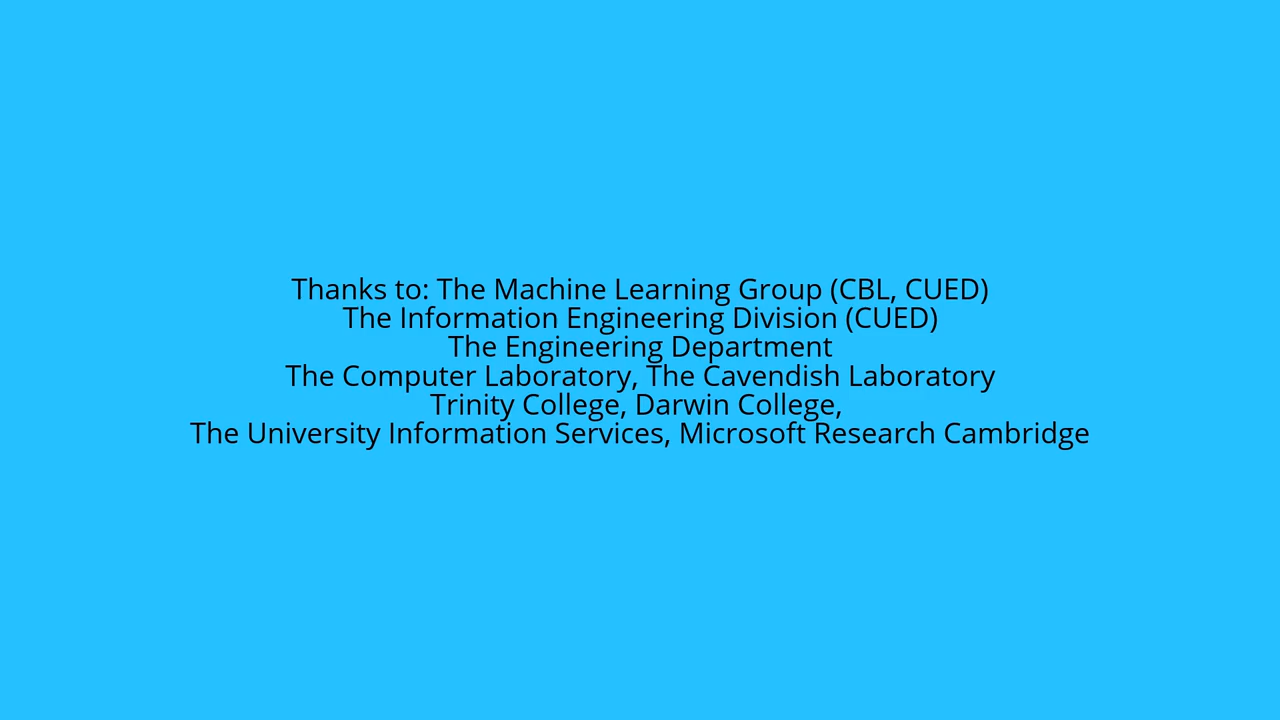 Thanks to: The Machine Learning Group (CBL, CUED)
The Information Engineering Division (CUED)
The Engineering Department
The Computer Laboratory, The Cavendish Laboratory
Trinity College, Darwin College,
The University Information Services, Microsoft Research Cambridge